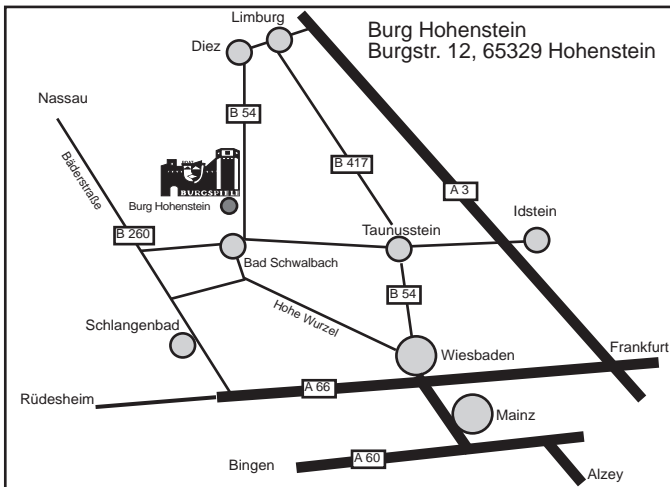 Burg Hohenstein
Burgstr. 12, 65329 Hohenstein
Limburg
Diez
Nassau
B 54
Bäderstraße
B 417
A 3
BURGSPIELE
Burg Hohenstein
Idstein
Taunusstein
B 260
Bad Schwalbach
B 54
Hohe Wurzel
Schlangenbad
Wiesbaden
Frankfurt
A 66
Rüdesheim
Mainz
A 60
Bingen
Alzey